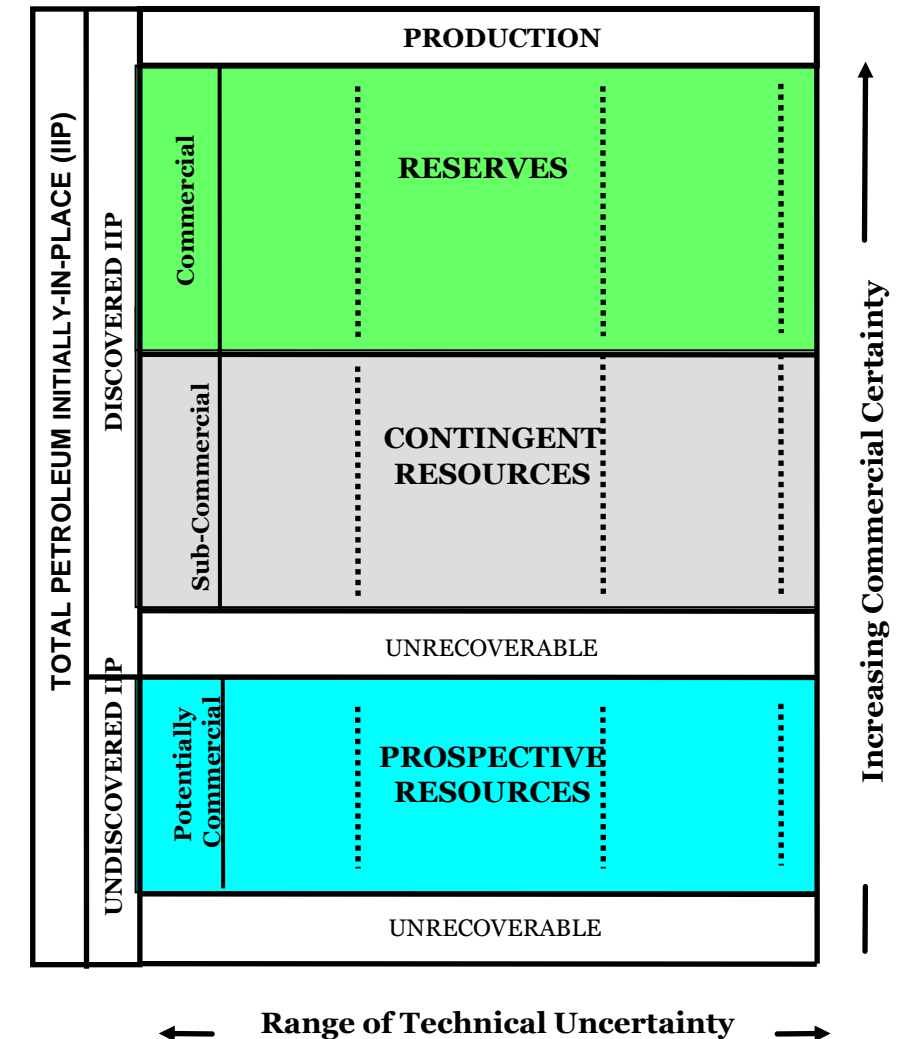 PRODUCTION
TOTAL PETROLEUM INITIALLY-IN-PLACE (IIP)
DISCOVERED IIP
Commercial
RESERVES
Sub-Commercial
CONTINGENT
RESOURCES
UNRECOVERABLE
UNDISCOVERED IIP
Potentially
Commercial
PROSPECTIVE
RESOURCES
UNRECOVERABLE
Increasing Commercial Certainty
Range of Technical Uncertainty